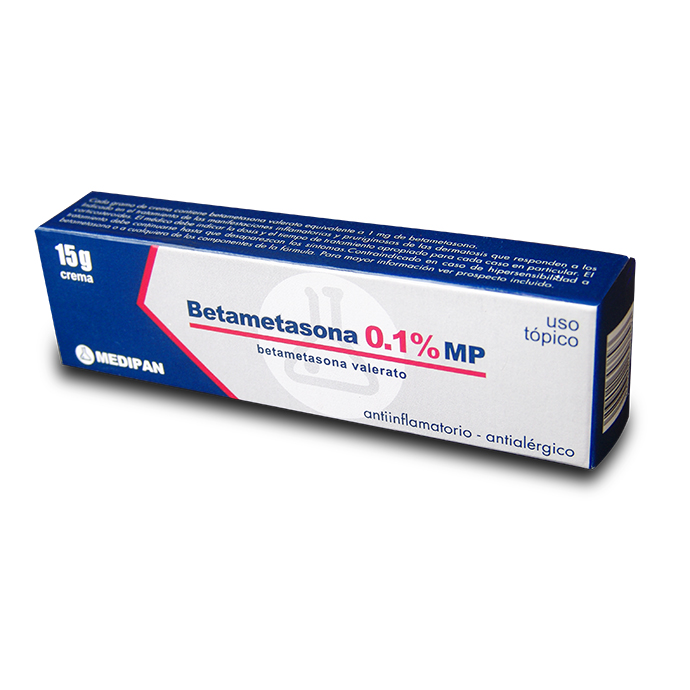 Cada gramo de crema contiene betametasona valerato equivalente a 1 mg de betametasona.
Indicado en el tratamiento de las manifestaciones inflamatorias y pruriginosas de las dermatosis que responden a los
corticosteroides. El médico debe indicar la dosis y el tiempo de tratamiento apropiado para cada caso en particular. El
tratamiento debe continuarse hasta que desaparezcan los síntomas. Contraindicado en caso de hipersensibilidad a
betametasona o a cualquiera de los componentes de la fórmula. Para mayor información ver prospecto incluido.
15g
crema
Betametasona 0.1% MP
betametasona valerato
uso
tópico
MEDIPAN
antiinflamatorio - antialérgico